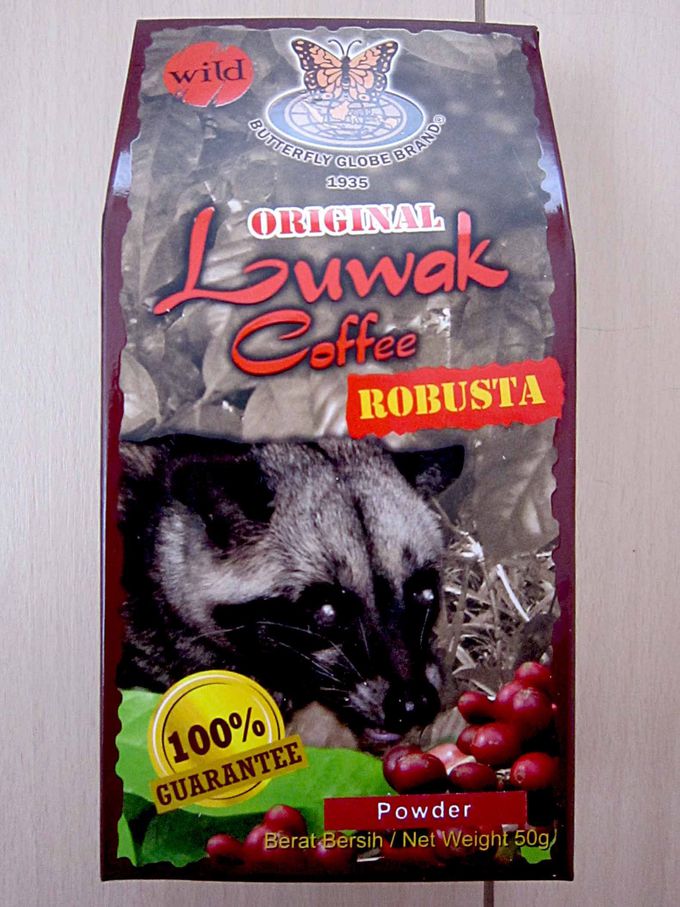 wild
BUTTERFLY GLOBE BRAND®
1935
ORIGINAL
Luwak
Coffee
ROBUSTA
100%
GUARANTEE
Powder
Berat Bersih / Net Weight 50g